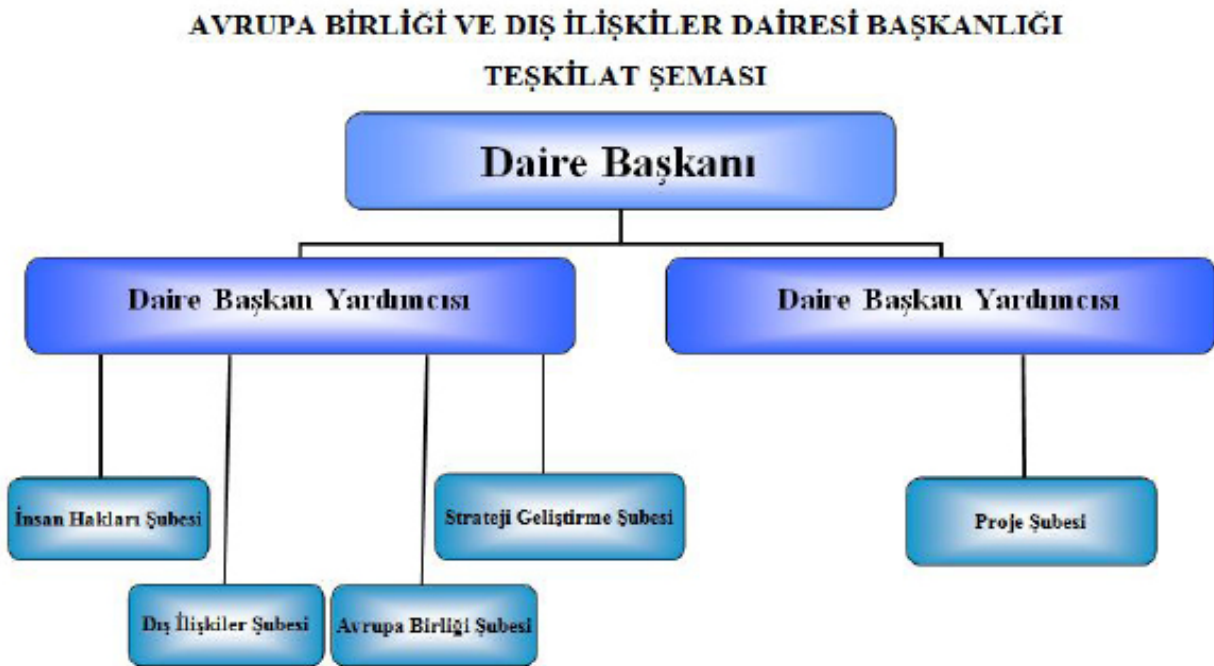 AVRUPA BİRLİĞİ VE DIŞ İLİŞKİLER DAİRESİ BAŞKANLIĞI
TEŞKİLAT ŞEMASI
Daire Başkanı
Daire Başkan Yardımcısı
Daire Başkan Yardımcısı
İnsan Hakları Şubesi
Strateji Geliştirme Şubesi
Proje Şubesi
Dış İlişkiler Şubesi
Avrupa Birliği Şubesi